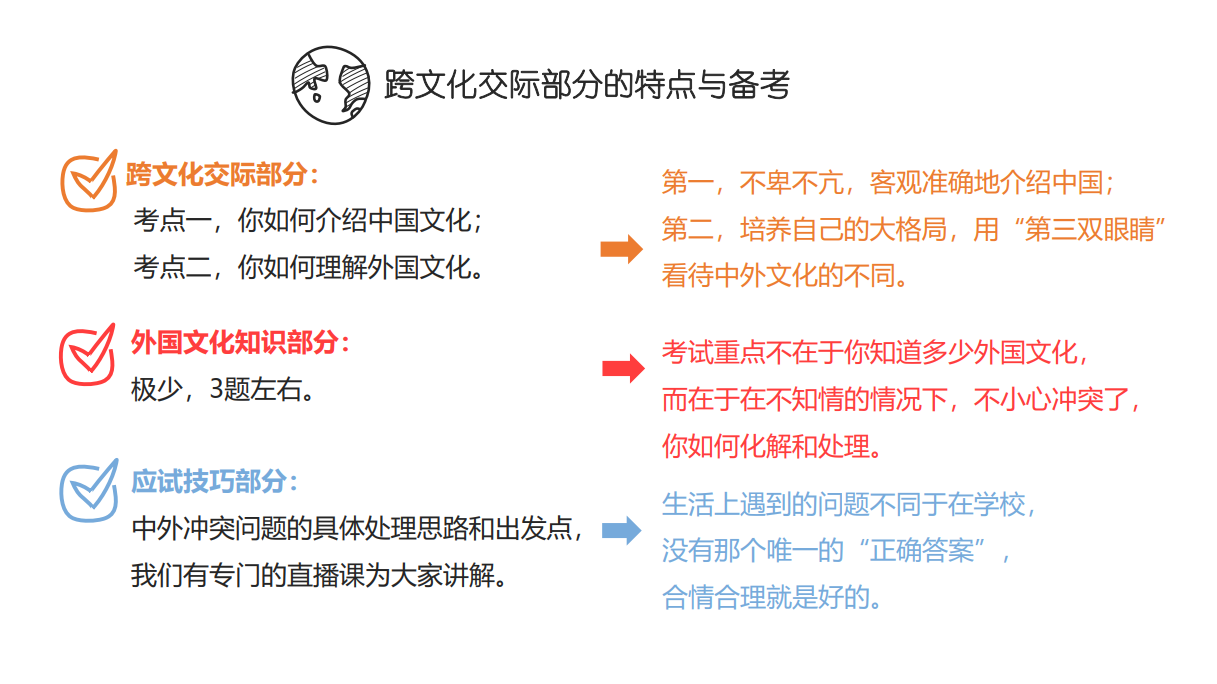 跨文化交际部分的特点与备考
跨文化交际部分：
考点一，你如何介绍中国文化；
考点二，你如何理解外国文化。
第一，不卑不亢，客观准确地介绍中国；
第二，培养自己的大格局，用“第三双眼睛”
看待中外文化的不同。
外国文化知识部分：
极少，3题左右。
考试重点不在于你知道多少外国文化，
而在于在不知情的情况下，不小心冲突了，
你如何化解和处理。
应试技巧部分：
中外冲突问题的具体处理思路和出发点，
我们有专门的直播课为大家讲解。
生活上遇到的问题不同于在学校，
没有那个唯一的“正确答案”，
合情合理就是好的。